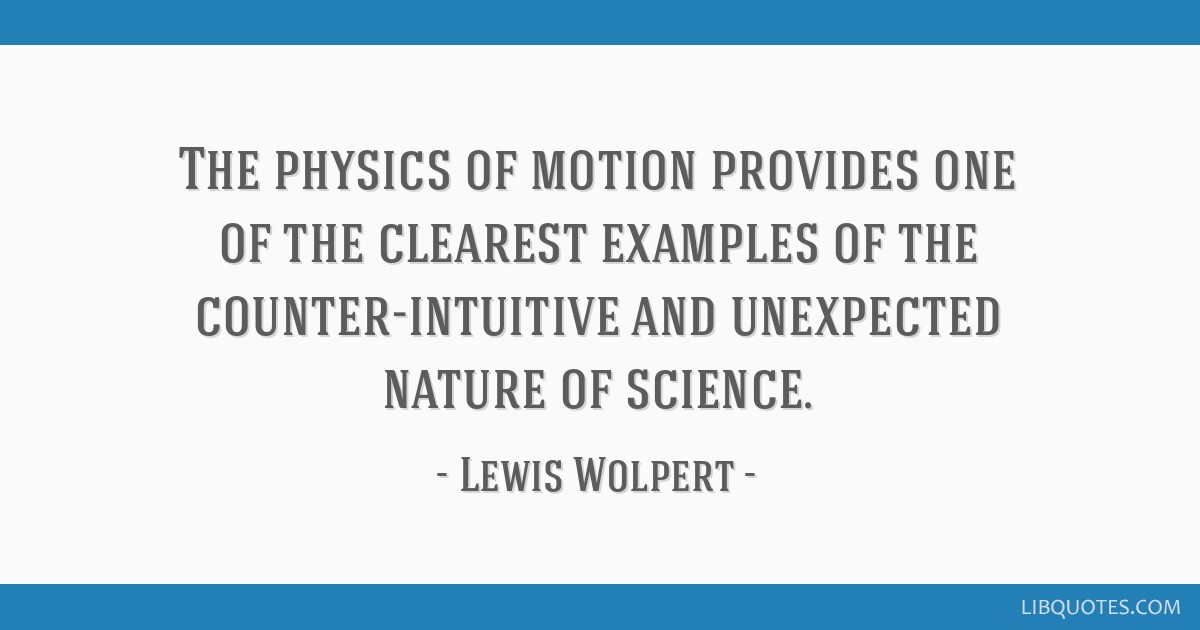 The physics of motion provides one
of the clearest examples of the
counter-intuitive and unexpected
nature of science.
- Lewis Wolpert -
LIBQUOTES.COM